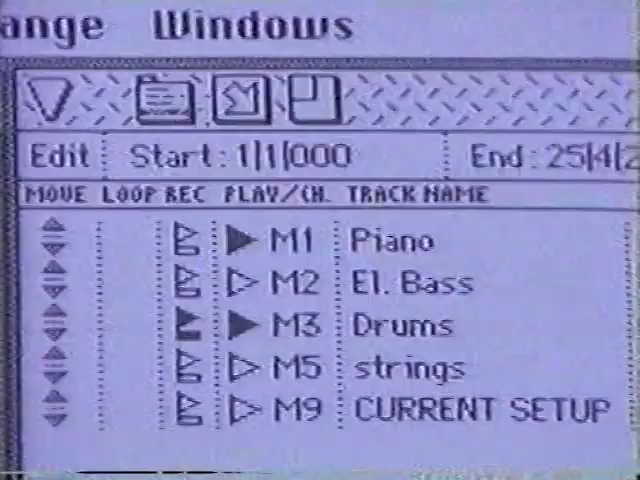 ange Windows
Edit Start: 1|1|000 End: 25|4|2
MOVE LOOP REC PLAY/CH. TRACK NAME
M1 Piano
M2 El. Bass
M3 Drums
M5 strings
M9 CURRENT SETUP